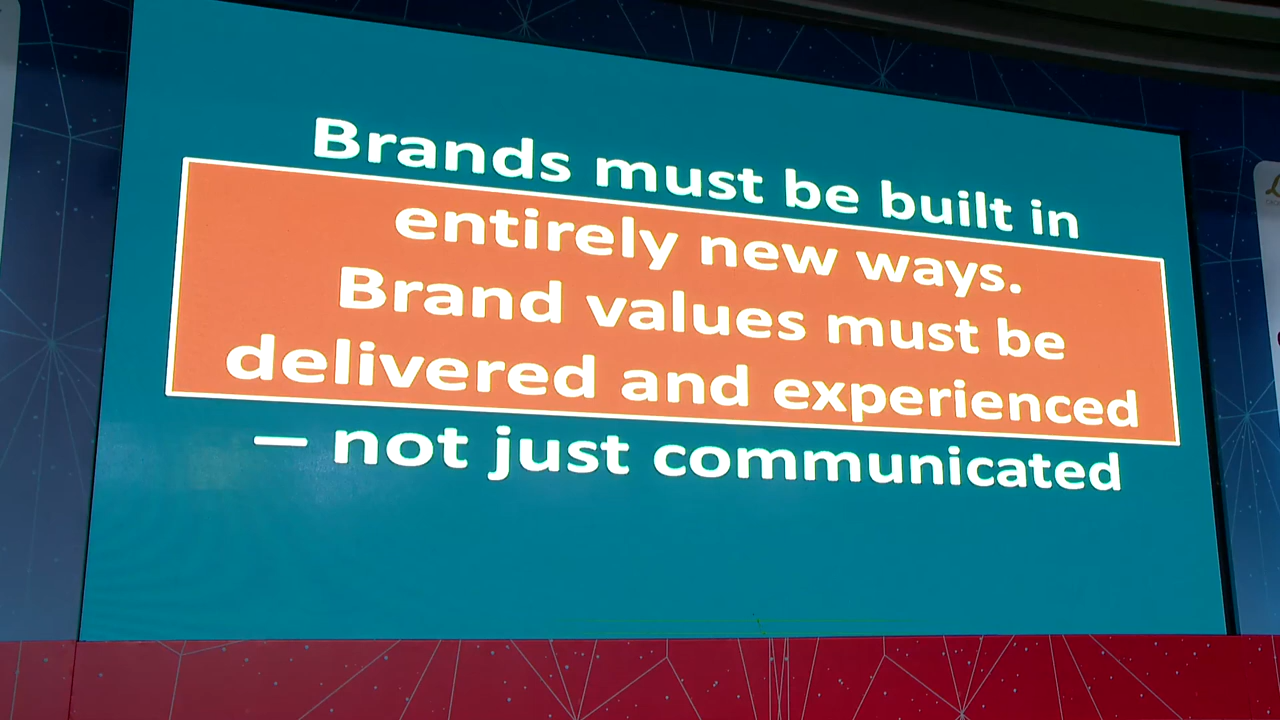 Brands must be built in
entirely new ways.
Brand values must be
delivered and experienced
— not just communicated